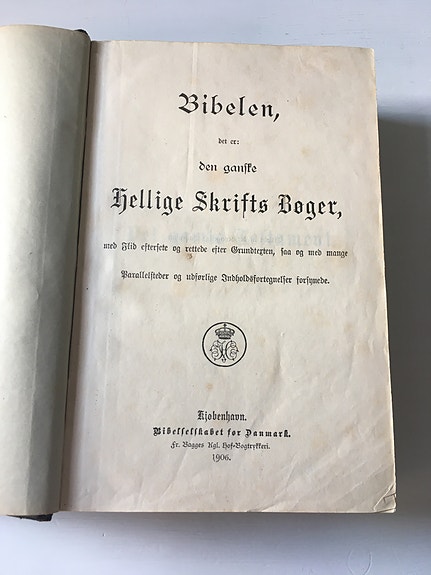 Bibelen,
det er:
den ganske
Hellige Skrifts Bøger,
med Flid eftersete og rettede efter Grundtexten, saa og med mange
Parallelsteder og udførlige Indholdsfortegnelser forsynede.
Kjøbenhavn.
Bibelselskabet for Danmark.
Fr. Bagges Kgl. Hof-Bogtrykkeri.
1906.